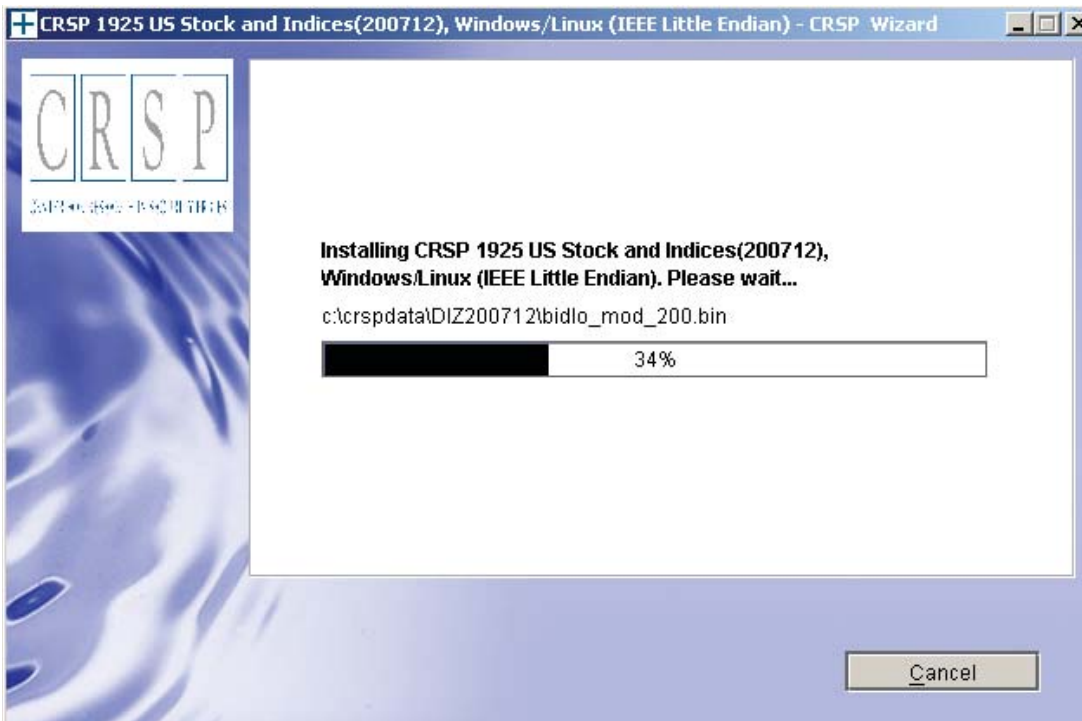 CRSP 1925 US Stock and Indices(200712), Windows/Linux (IEEE Little Endian) - CRSP Wizard
CRSP
Installing CRSP 1925 US Stock and Indices(200712),
Windows/Linux (IEEE Little Endian). Please wait...
c:\crspdata\DIZ200712\bidlo_mod_200.bin
34%
Cancel